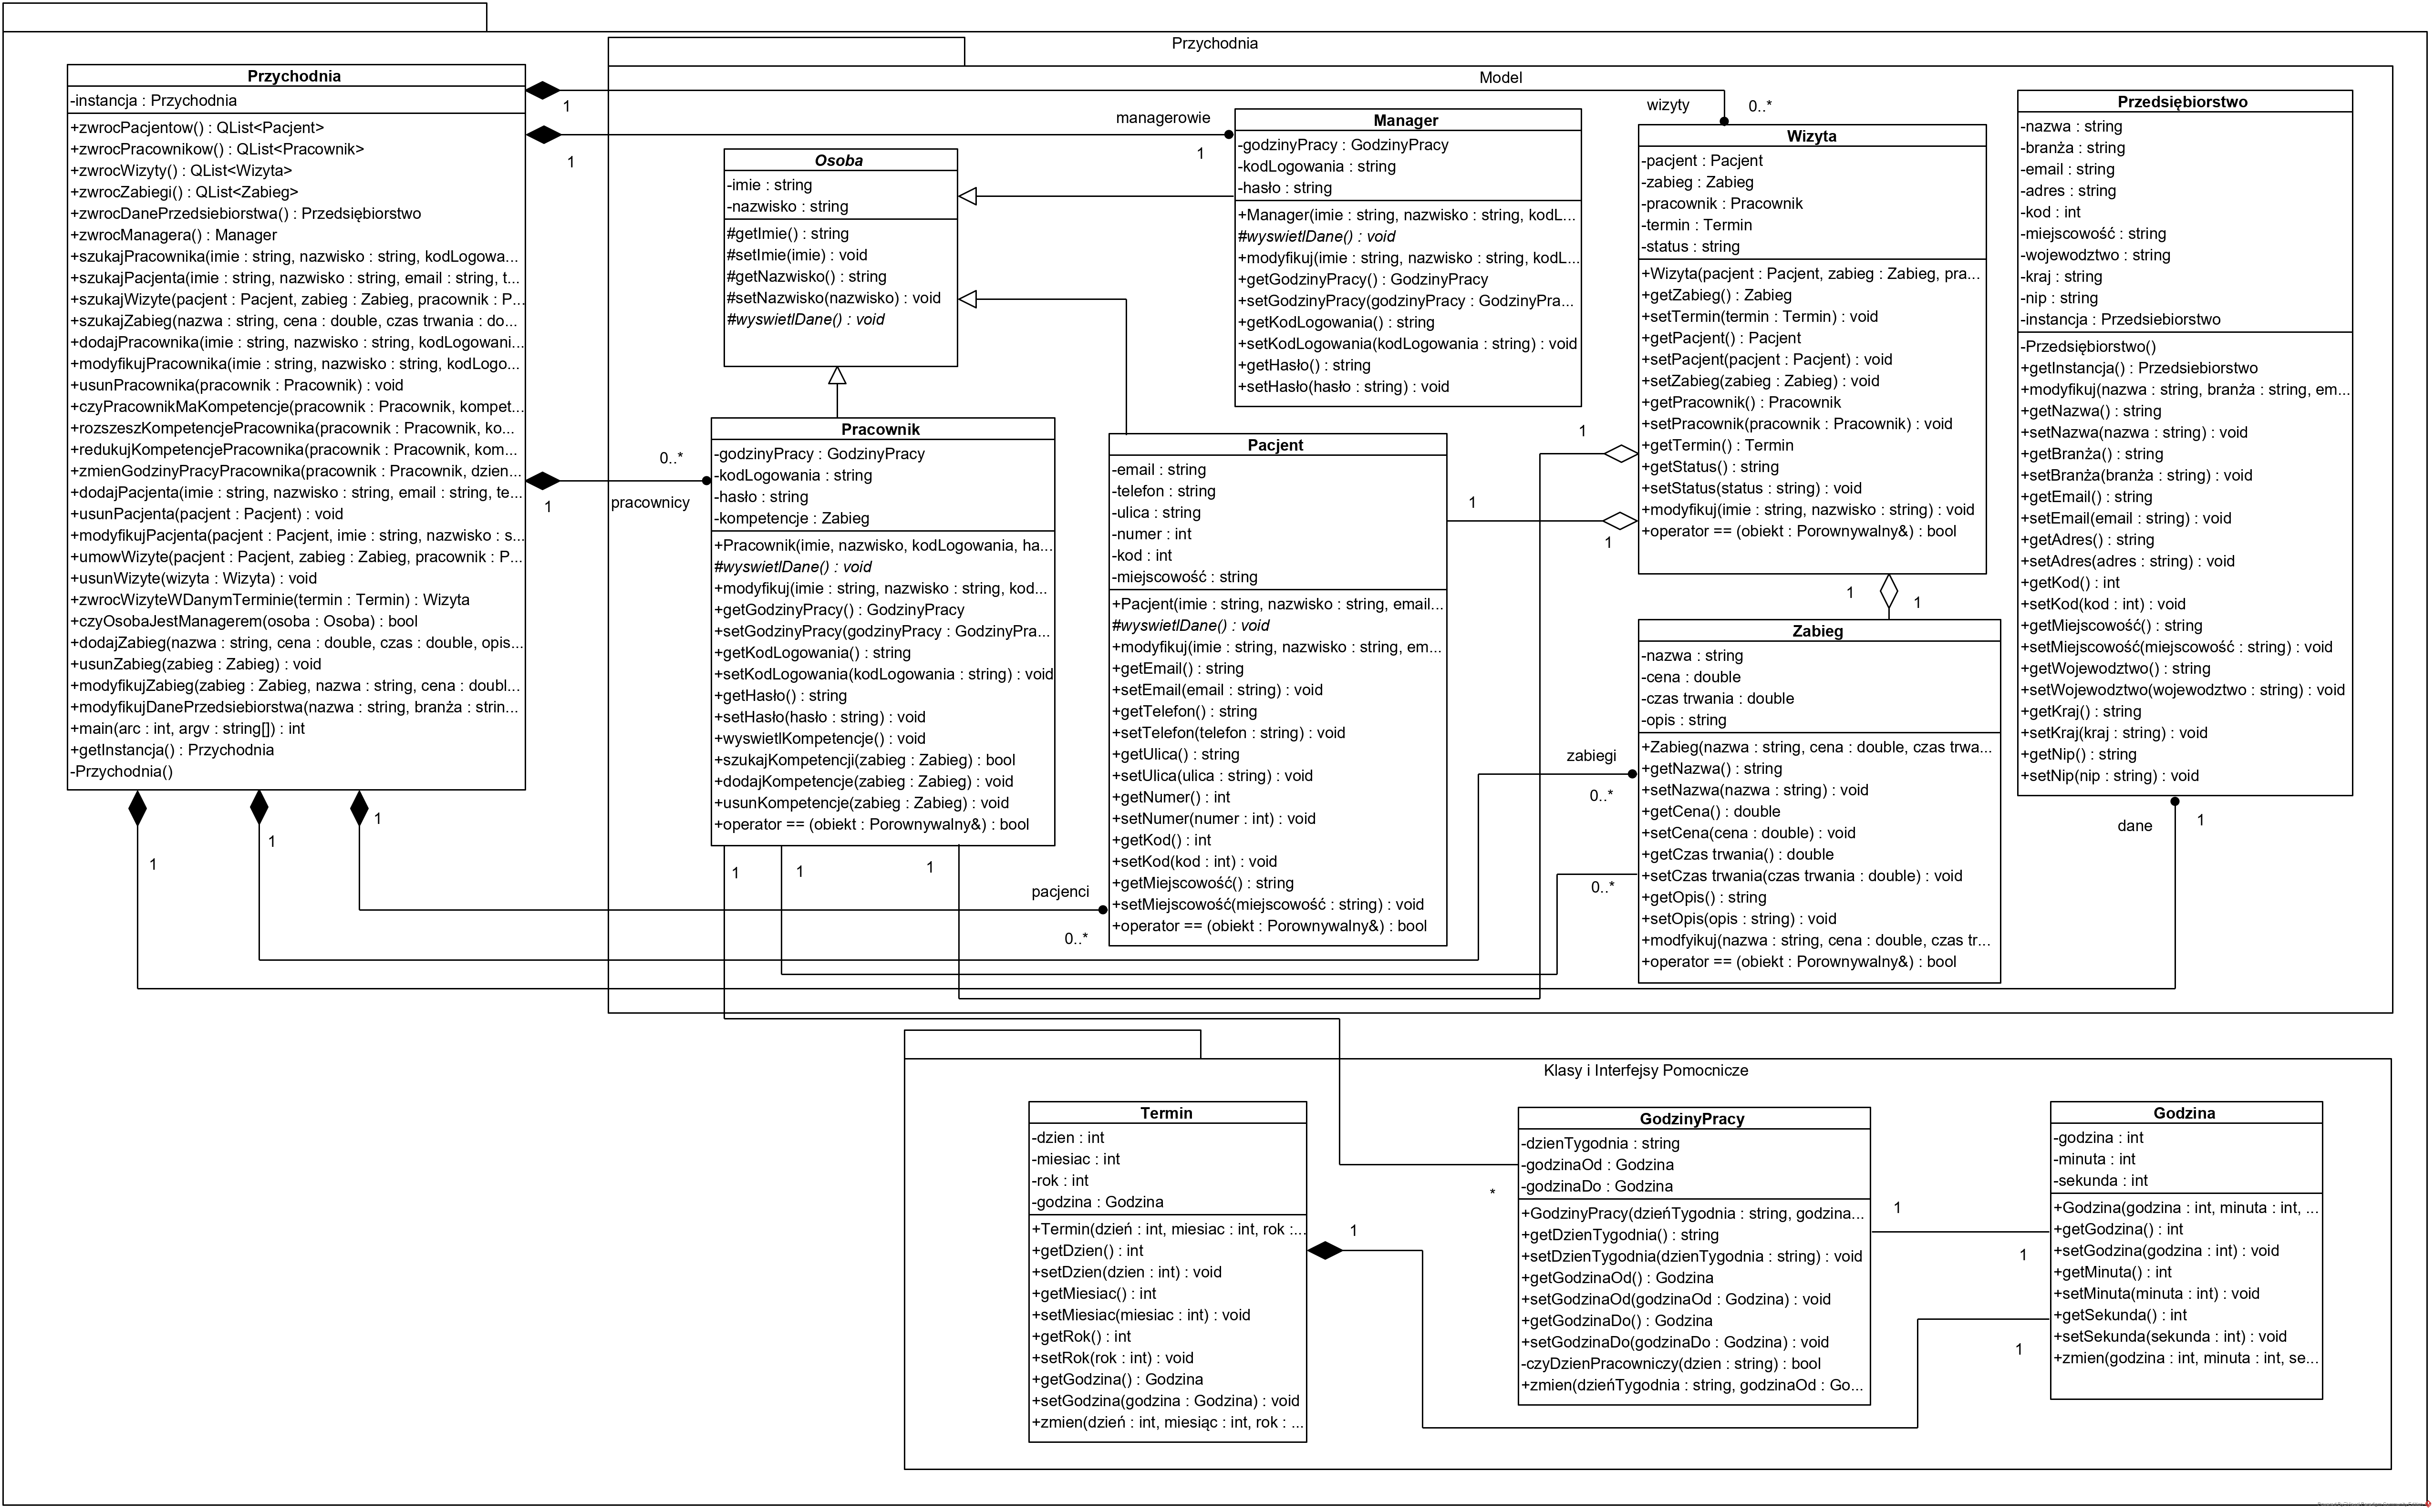 Przychodnia
Model
Przychodnia
-instancja : Przychodnia
+zwrocPacjentow() : QList<Pacjent>
+zwrocPracownikow() : QList<Pracownik>
+zwrocWizyty() : QList<Wizyta>
+zwrocZabiegi() : QList<Zabieg>
+zwrocDanePrzedsiebiorstwa() : Przedsiębiorstwo
+zwrocManagera() : Manager
+szukajPracownika(imie : string, nazwisko : string, kodLogowa...
+szukajPacjenta(imie : string, nazwisko : string, email : string, t...
+szukajWizyte(pacjent : Pacjent, zabieg : Zabieg, pracownik : P...
+szukajZabieg(nazwa : string, cena : double, czas trwania : do...
+dodajPracownika(imie : string, nazwisko : string, kodLogowani...
+modyfikujPracownika(imie : string, nazwisko : string, kodLogo...
+usunPracownika(pracownik : Pracownik) : void
+czyPracownikMaKompetencje(pracownik : Pracownik, kompet...
+rozszeszKompetencjePracownika(pracownik : Pracownik, ko...
+redukujKompetencjePracownika(pracownik : Pracownik, kom...
+zmienGodzinyPracyPracownika(pracownik : Pracownik, dzien...
+dodajPacjenta(imie : string, nazwisko : string, email : string, te...
+usunPacjenta(pacjent : Pacjent) : void
+modyfikujPacjenta(pacjent : Pacjent, imie : string, nazwisko : s...
+umowWizyte(pacjent : Pacjent, zabieg : Zabieg, pracownik : P...
+usunWizyte(wizyta : Wizyta) : void
+zwrocWizyteWDanymTerminie(termin : Termin) : Wizyta
+czyOsobaJestManagerem(osoba : Osoba) : bool
+dodajZabieg(nazwa : string, cena : double, czas : double, opis...
+usunZabieg(zabieg : Zabieg) : void
+modyfikujZabieg(zabieg : Zabieg, nazwa : string, cena : doubl...
+modyfikujDanePrzedsiebiorstwa(nazwa : string, branża : strin...
+main(arc : int, argv : string[]) : int
+getInstancja() : Przychodnia
-Przychodnia()
1
1
1
1
1
1
managerowie
1
wizyty
0..*
0..*
pracownicy
pacjenci
0..*
zabiegi
0..*
dane
1
Osoba
-imie : string
-nazwisko : string
#getImie() : string
#setImie(imie) : void
#getNazwisko() : string
#setNazwisko(nazwisko) : void
#wyswietlDane() : void
Manager
-godzinyPracy : GodzinyPracy
-kodLogowania : string
-hasło : string
+Manager(imie : string, nazwisko : string, kodL...
#wyswietlDane() : void
+modyfikuj(imie : string, nazwisko : string, kodL...
+getGodzinyPracy() : GodzinyPracy
+setGodzinyPracy(godzinyPracy : GodzinyPra...
+getKodLogowania() : string
+setKodLogowania(kodLogowania : string) : void
+getHasło() : string
+setHasło(hasło : string) : void
Pracownik
-godzinyPracy : GodzinyPracy
-kodLogowania : string
-hasło : string
-kompetencje : Zabieg
+Pracownik(imie, nazwisko, kodLogowania, ha...
#wyswietlDane() : void
+modyfikuj(imie : string, nazwisko : string, kod...
+getGodzinyPracy() : GodzinyPracy
+setGodzinyPracy(godzinyPracy : GodzinyPra...
+getKodLogowania() : string
+setKodLogowania(kodLogowania : string) : void
+getHasło() : string
+setHasło(hasło : string) : void
+wyswietlKompetencje() : void
+szukajKompetencji(zabieg : Zabieg) : bool
+dodajKompetencje(zabieg : Zabieg) : void
+usunKompetencje(zabieg : Zabieg) : void
+operator == (obiekt : Porownywalny&) : bool
1
1
1
Pacjent
-email : string
-telefon : string
-ulica : string
-numer : int
-kod : int
-miejscowość : string
+Pacjent(imie : string, nazwisko : string, email...
#wyswietlDane() : void
+modyfikuj(imie : string, nazwisko : string, em...
+getEmail() : string
+setEmail(email : string) : void
+getTelefon() : string
+setTelefon(telefon : string) : void
+getUlica() : string
+setUlica(ulica : string) : void
+getNumer() : int
+setNumer(numer : int) : void
+getKod() : int
+setKod(kod : int) : void
+getMiejscowość() : string
+setMiejscowość(miejscowość : string) : void
+operator == (obiekt : Porownywalny&) : bool
1
1
1
Wizyta
-pacjent : Pacjent
-zabieg : Zabieg
-pracownik : Pracownik
-termin : Termin
-status : string
+Wizyta(pacjent : Pacjent, zabieg : Zabieg, pra...
+getZabieg() : Zabieg
+setTermin(termin : Termin) : void
+getPacjent() : Pacjent
+setPacjent(pacjent : Pacjent) : void
+setZabieg(zabieg : Zabieg) : void
+getPracownik() : Pracownik
+setPracownik(pracownik : Pracownik) : void
+getTermin() : Termin
+getStatus() : string
+setStatus(status : string) : void
+modyfikuj(imie : string, nazwisko : string) : void
+operator == (obiekt : Porownywalny&) : bool
1
1
Zabieg
-nazwa : string
-cena : double
-czas trwania : double
-opis : string
+Zabieg(nazwa : string, cena : double, czas trwa...
+getNazwa() : string
+setNazwa(nazwa : string) : void
+getCena() : double
+setCena(cena : double) : void
+getCzas trwania() : double
+setCzas trwania(czas trwania : double) : void
+getOpis() : string
+setOpis(opis : string) : void
+modfyikuj(nazwa : string, cena : double, czas tr...
+operator == (obiekt : Porownywalny&) : bool
0..*
Przedsiębiorstwo
-nazwa : string
-branża : string
-email : string
-adres : string
-kod : int
-miejscowość : string
-wojewodztwo : string
-kraj : string
-nip : string
-instancja : Przedsiebiorstwo
-Przedsiębiorstwo()
+getInstancja() : Przedsiebiorstwo
+modyfikuj(nazwa : string, branża : string, em...
+getNazwa() : string
+setNazwa(nazwa : string) : void
+getBranża() : string
+setBranża(branża : string) : void
+getEmail() : string
+setEmail(email : string) : void
+getAdres() : string
+setAdres(adres : string) : void
+getKod() : int
+setKod(kod : int) : void
+getMiejscowość() : string
+setMiejscowość(miejscowość : string) : void
+getWojewodztwo() : string
+setWojewodztwo(wojewodztwo : string) : void
+getKraj() : string
+setKraj(kraj : string) : void
+getNip() : string
+setNip(nip : string) : void
Klasy i Interfejsy Pomocnicze
Termin
-dzien : int
-miesiac : int
-rok : int
-godzina : Godzina
+Termin(dzień : int, miesiac : int, rok :...
+getDzien() : int
+setDzien(dzien : int) : void
+getMiesiac() : int
+setMiesiac(miesiac : int) : void
+getRok() : int
+setRok(rok : int) : void
+getGodzina() : Godzina
+setGodzina(godzina : Godzina) : void
+zmien(dzień : int, miesiąc : int, rok : ...
1
*
GodzinyPracy
-dzienTygodnia : string
-godzinaOd : Godzina
-godzinaDo : Godzina
+GodzinyPracy(dzieńTygodnia : string, godzina...
+getDzienTygodnia() : string
+setDzienTygodnia(dzienTygodnia : string) : void
+getGodzinaOd() : Godzina
+setGodzinaOd(godzinaOd : Godzina) : void
+getGodzinaDo() : Godzina
+setGodzinaDo(godzinaDo : Godzina) : void
-czyDzienPracowniczy(dzien : string) : bool
+zmien(dzieńTygodnia : string, godzinaOd : Go...
1
1
1
Godzina
-godzina : int
-minuta : int
-sekunda : int
+Godzina(godzina : int, minuta : int, ...
+getGodzina() : int
+setGodzina(godzina : int) : void
+getMinuta() : int
+setMinuta(minuta : int) : void
+getSekunda() : int
+setSekunda(sekunda : int) : void
+zmien(godzina : int, minuta : int, se...